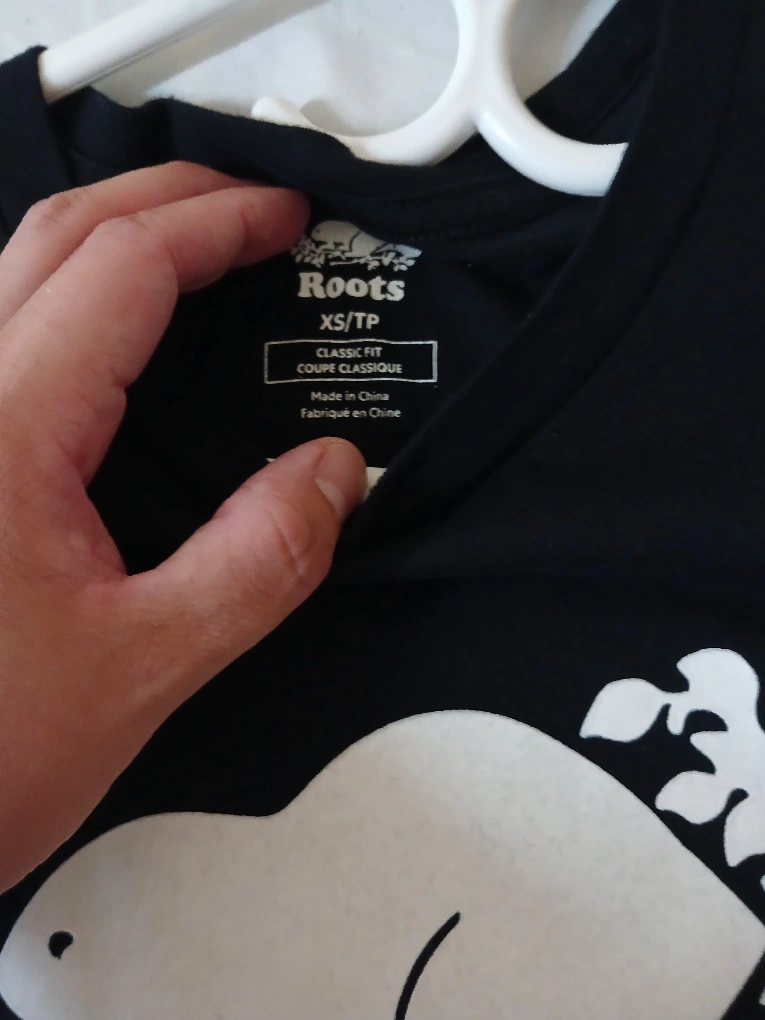 Roots
XS/TP
CLASSIC FIT
COUPE CLASSIQUE
Made in China
Fabriqué en Chine